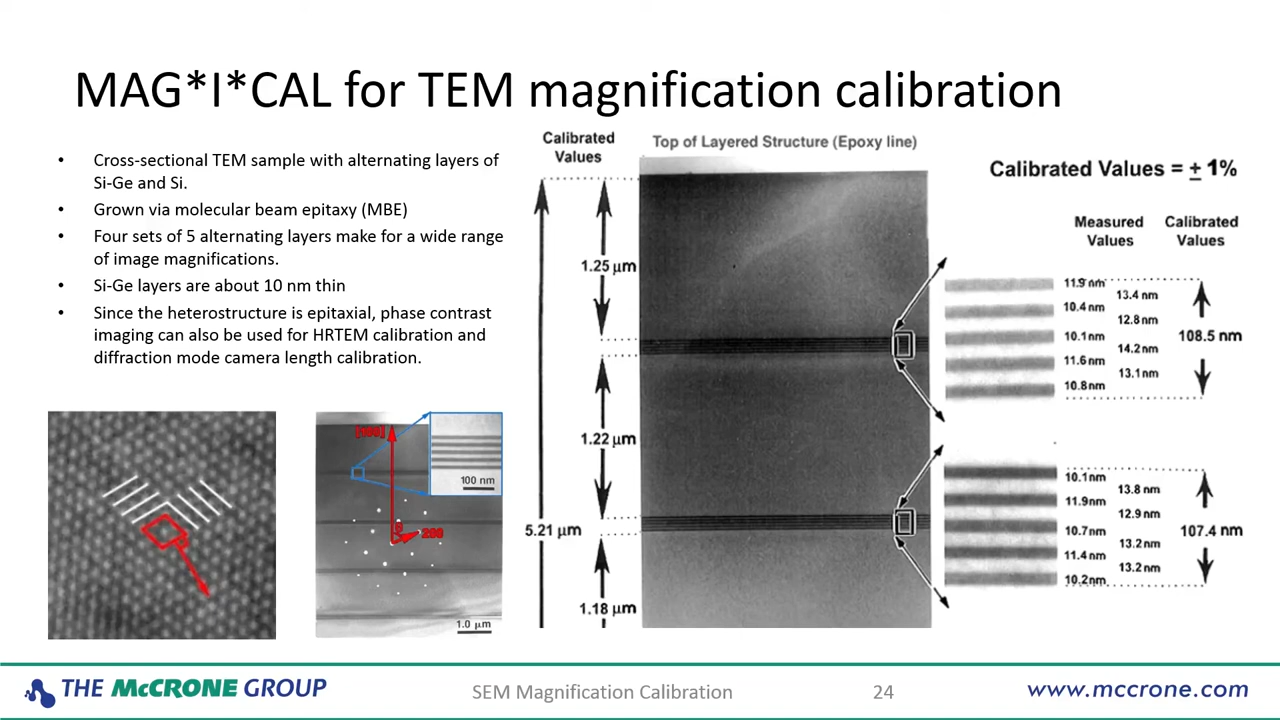 MAG*I*CAL for TEM magnification calibration
• Cross-sectional TEM sample with alternating layers of
Si-Ge and Si.
• Grown via molecular beam epitaxy (MBE)
• Four sets of 5 alternating layers make for a wide range
of image magnifications.
• Si-Ge layers are about 10 nm thin
• Since the heterostructure is epitaxial, phase contrast
imaging can also be used for HRTEM calibration and
diffraction mode camera length calibration.
100 nm
200
1.0 μm
Calibrated
Values
Top of Layered Structure (Epoxy line)
1.25 μm
1.22 μm
5.21 μm
1.18 μm
Calibrated Values = ± 1%
Measured
Values
Calibrated
Values
11.9 nm
13.4 nm
10.4 nm
12.8 nm
10.1 nm
14.2 nm
11.6 nm
13.1 nm
10.8 nm
108.5 nm
10.1 nm
13.8 nm
11.9 nm
12.9 nm
10.7 nm
13.2 nm
11.4 nm
13.2 nm
10.2 nm
107.4 nm
THE McCRONE GROUP
SEM Magnification Calibration
24
www.mccrone.com